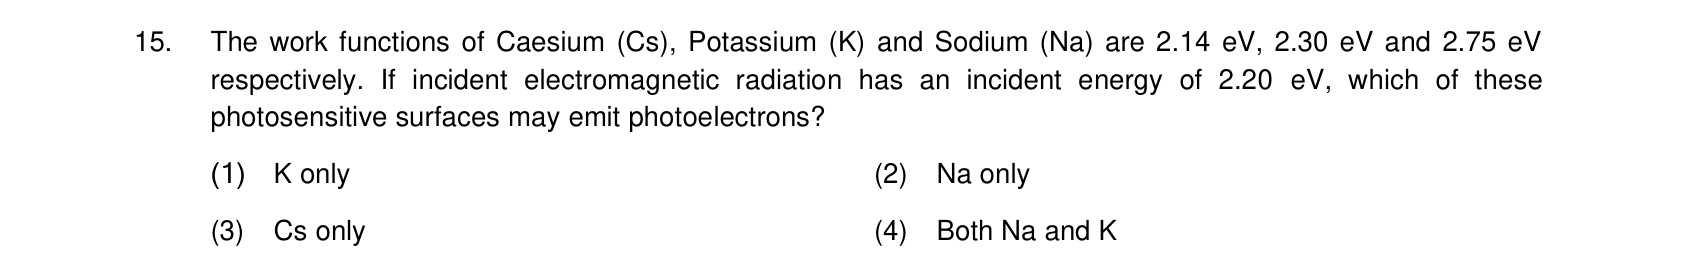 15. The work functions of Caesium (Cs), Potassium (K) and Sodium (Na) are 2.14 eV, 2.30 eV and 2.75 eV
respectively. If incident electromagnetic radiation has an incident energy of 2.20 eV, which of these
photosensitive surfaces may emit photoelectrons?
(1) K only (2) Na only
(3) Cs only (4) Both Na and K